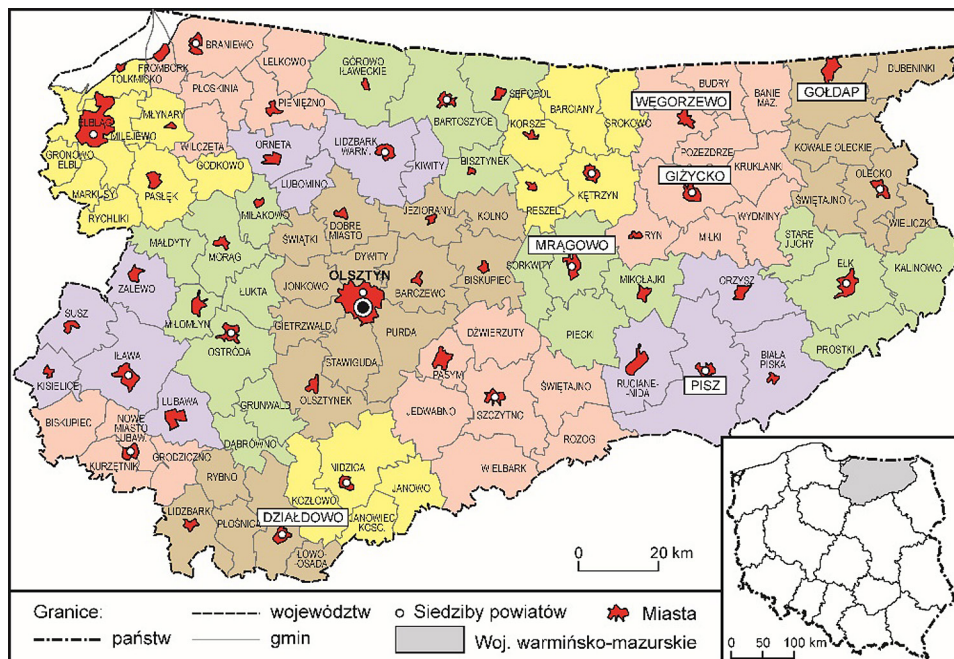 BRANIEWO
FROMBORK
TOLKMICKO
LELKOWO
PŁOSKINIA
PIENIĘŻNO
WILCZĘTA
GÓROWO
IŁAWECKIE
BARTOSZYCE
SĘPOPOL
BISZTYNEK
KORSZE
BARCIANY
SROKOWO
KĘTRZYN
RESZEL
BUDRY
WĘGORZEWO
BANIE
MAZ.
POZEZDRZE
KRUKLANK
GIŻYCKO
WYDMINY
RYN
MIŁKI
GOŁDAP
DUBENINKI
KOWALE OLECKIE
OLECKO
ŚWIĘTAJNO
WIELICZKI
ELBLĄG
MILEJEWO
MŁYNARY
GRONOWO
ELBL.
MARKUSY
PASŁĘK
RYCHLIKI
GODKOWO
ORNETA
LUBOMINO
LIDZBARK
WARM.
KIWITY
MIŁAKOWO
MAŁDYTY
MORĄG
ŁUKTA
MIŁOMŁYN
OSTRÓDA
GRUNWALD
DĄBRÓWNO
ŚWIĄTKI
DOBRE
MIASTO
JEZIORANY
KOLNO
DYWITY
OLSZTYN
JONKOWO
BARCZEWO
BISKUPIEC
GIETRZWAŁD
PURDA
STAWIGUDA
OLSZTYNEK
SORKWITY
MRĄGOWO
MIKOŁAJKI
PIECKI
STARE
JUCHY
EŁK
KALINOWO
PROSTKI
ORZYSZ
RUCIANE-
NIDA
PISZ
BIAŁA
PISKA
DŹWIERZUTY
PASYM
SZCZYTNO
ŚWIĘTAJNO
JEDWABNO
ROZOG
WIELBARK
ZALEWO
SUSZ
IŁAWA
KISIELICE
LUBAWA
BISKUPIEC
NOWE
MIASTO
LUBAW.
KURZĘTNIK
GRODZICZNO
RYBNO
LIDZBARK
PŁOŚNICA
DZIAŁDOWO
IŁOWO-
OSADA
NIDZICA
KOZŁOWO
JANOWO
JANOWIEC
KOŚC.
0 20 km
Granice:
województw
Siedziby powiatów
Miasta
państw
gmin
Woj. warmińsko-mazurskie
0 50 100 km